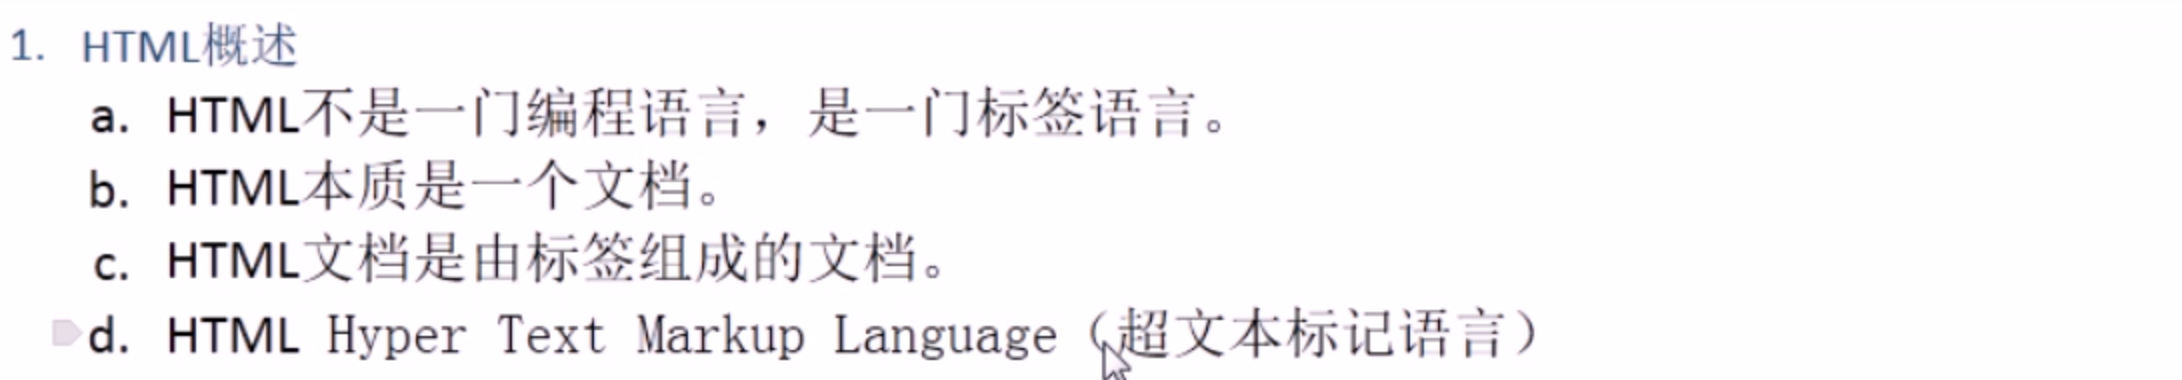 1. HTML概述
a. HTML不是一门编程语言，是一门标签语言。
b. HTML本质是一个文档。
c. HTML文档是由标签组成的文档。
d. HTML Hyper Text Markup Language（超文本标记语言）